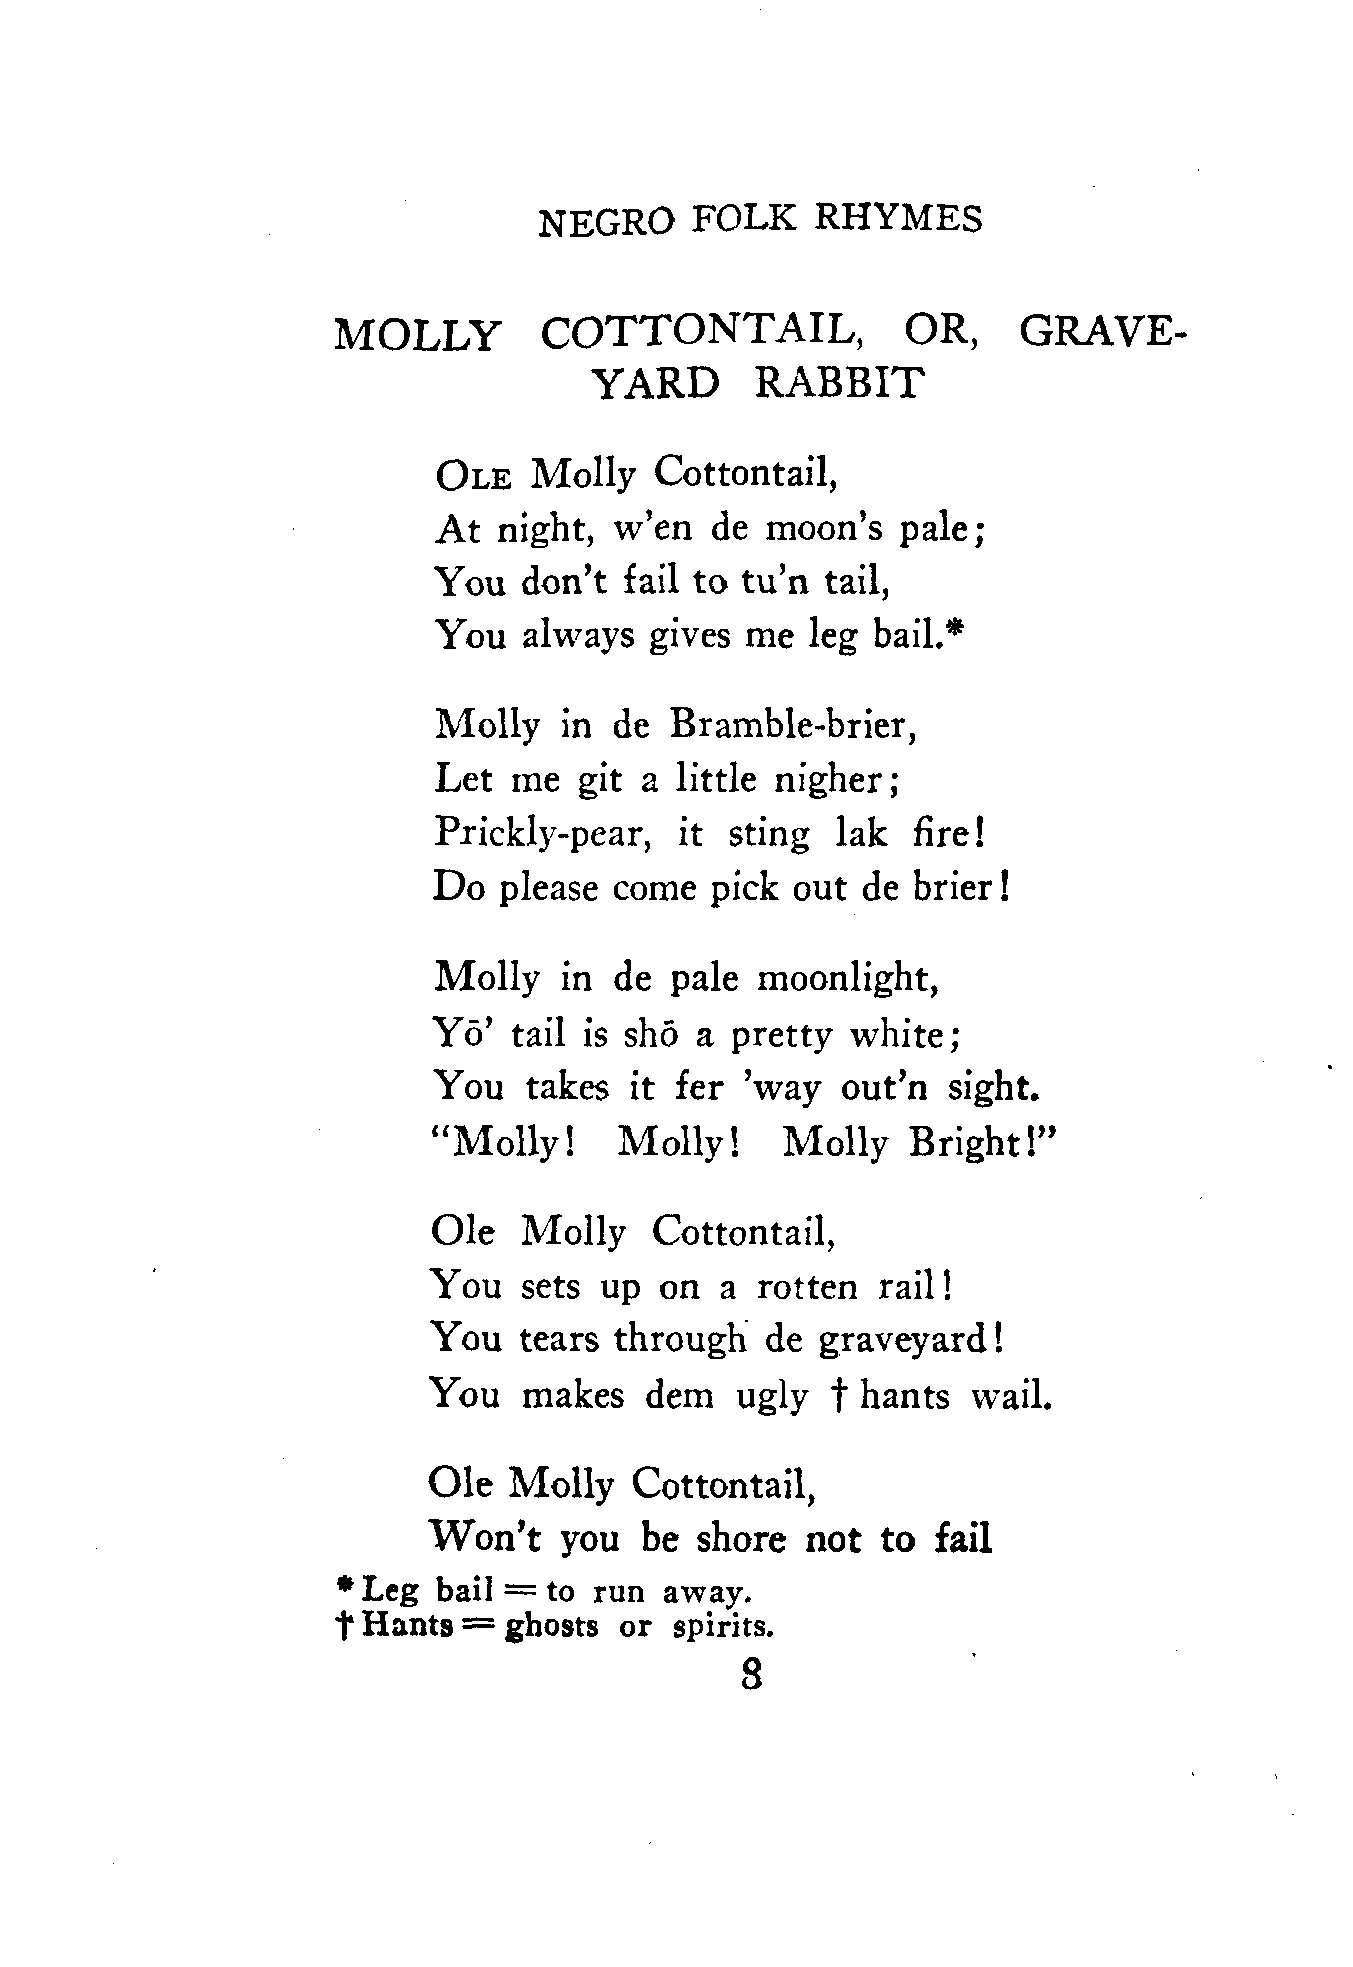 NEGRO FOLK RHYMES
MOLLY COTTONTAIL, OR, GRAVE-
YARD RABBIT
OLE Molly Cottontail,
At night, w'en de moon's pale;
You don't fail to tu'n tail,
You always gives me leg bail.*
Molly in de Bramble-brier,
Let me git a little nigher;
Prickly-pear, it sting lak fire!
Do please come pick out de brier!
Molly in de pale moonlight,
Yō' tail is shō a pretty white;
You takes it fer 'way out'n sight.
"Molly! Molly! Molly Bright!"
Ole Molly Cottontail,
You sets up on a rotten rail!
You tears through de graveyard!
You makes dem ugly † hants wail.
Ole Molly Cottontail,
Won't you be shore not to fail
* Leg bail = to run away.
† Hants = ghosts or spirits.
8